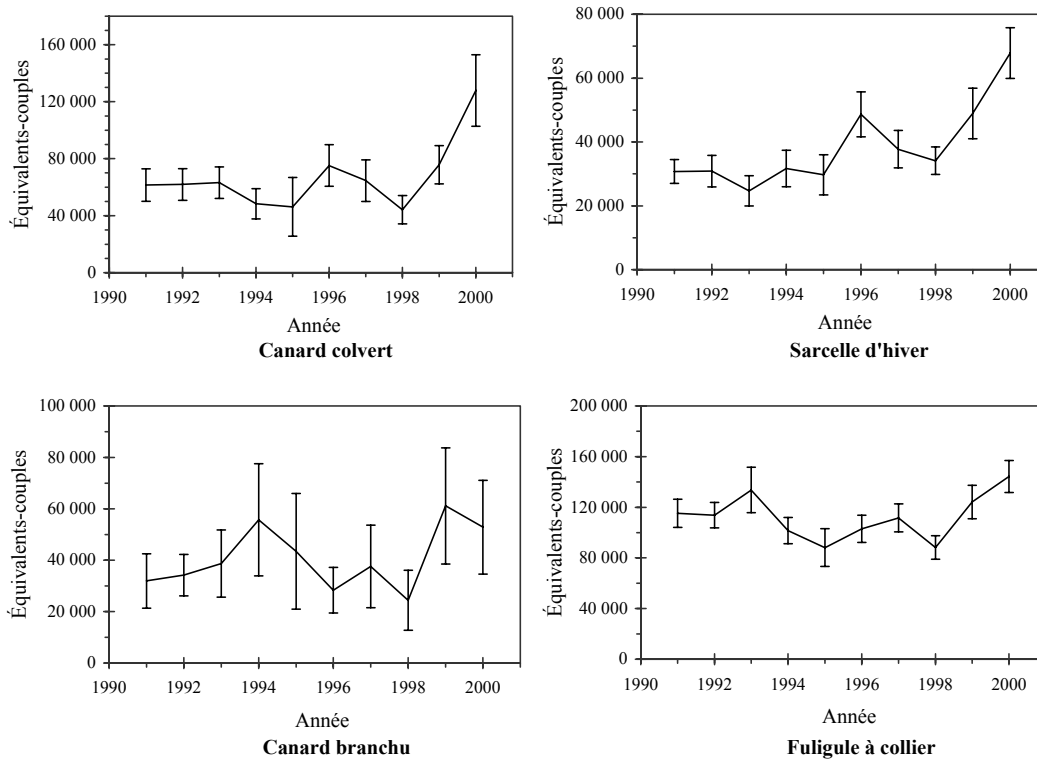 Équivalents-couples
160 000
120 000
80 000
40 000
0
1990 1992 1994 1996 1998 2000
Année
Canard colvert
Équivalents-couples
80 000
60 000
40 000
20 000
0
1990 1992 1994 1996 1998 2000
Année
Sarcelle d'hiver
Équivalents-couples
100 000
80 000
60 000
40 000
20 000
0
1990 1992 1994 1996 1998 2000
Année
Canard branchu
Équivalents-couples
200 000
160 000
120 000
80 000
40 000
0
1990 1992 1994 1996 1998 2000
Année
Fuligule à collier